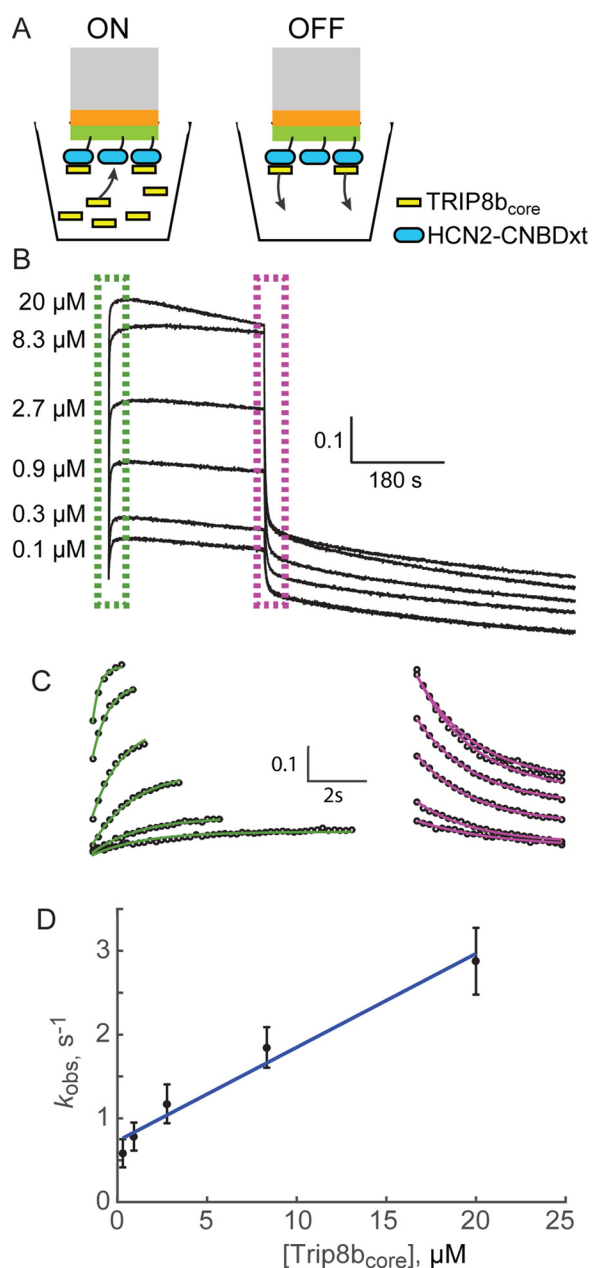 A
ON
OFF
TRIP8bcore
HCN2-CNBDxt
B
20 µM
8.3 µM
2.7 µM
0.9 µM
0.3 µM
0.1 µM
0.1
180 s
C
0.1
2s
D
3
2
1
0
kobs, s-1
0 5 10 15 20 25
[Trip8bcore], µM